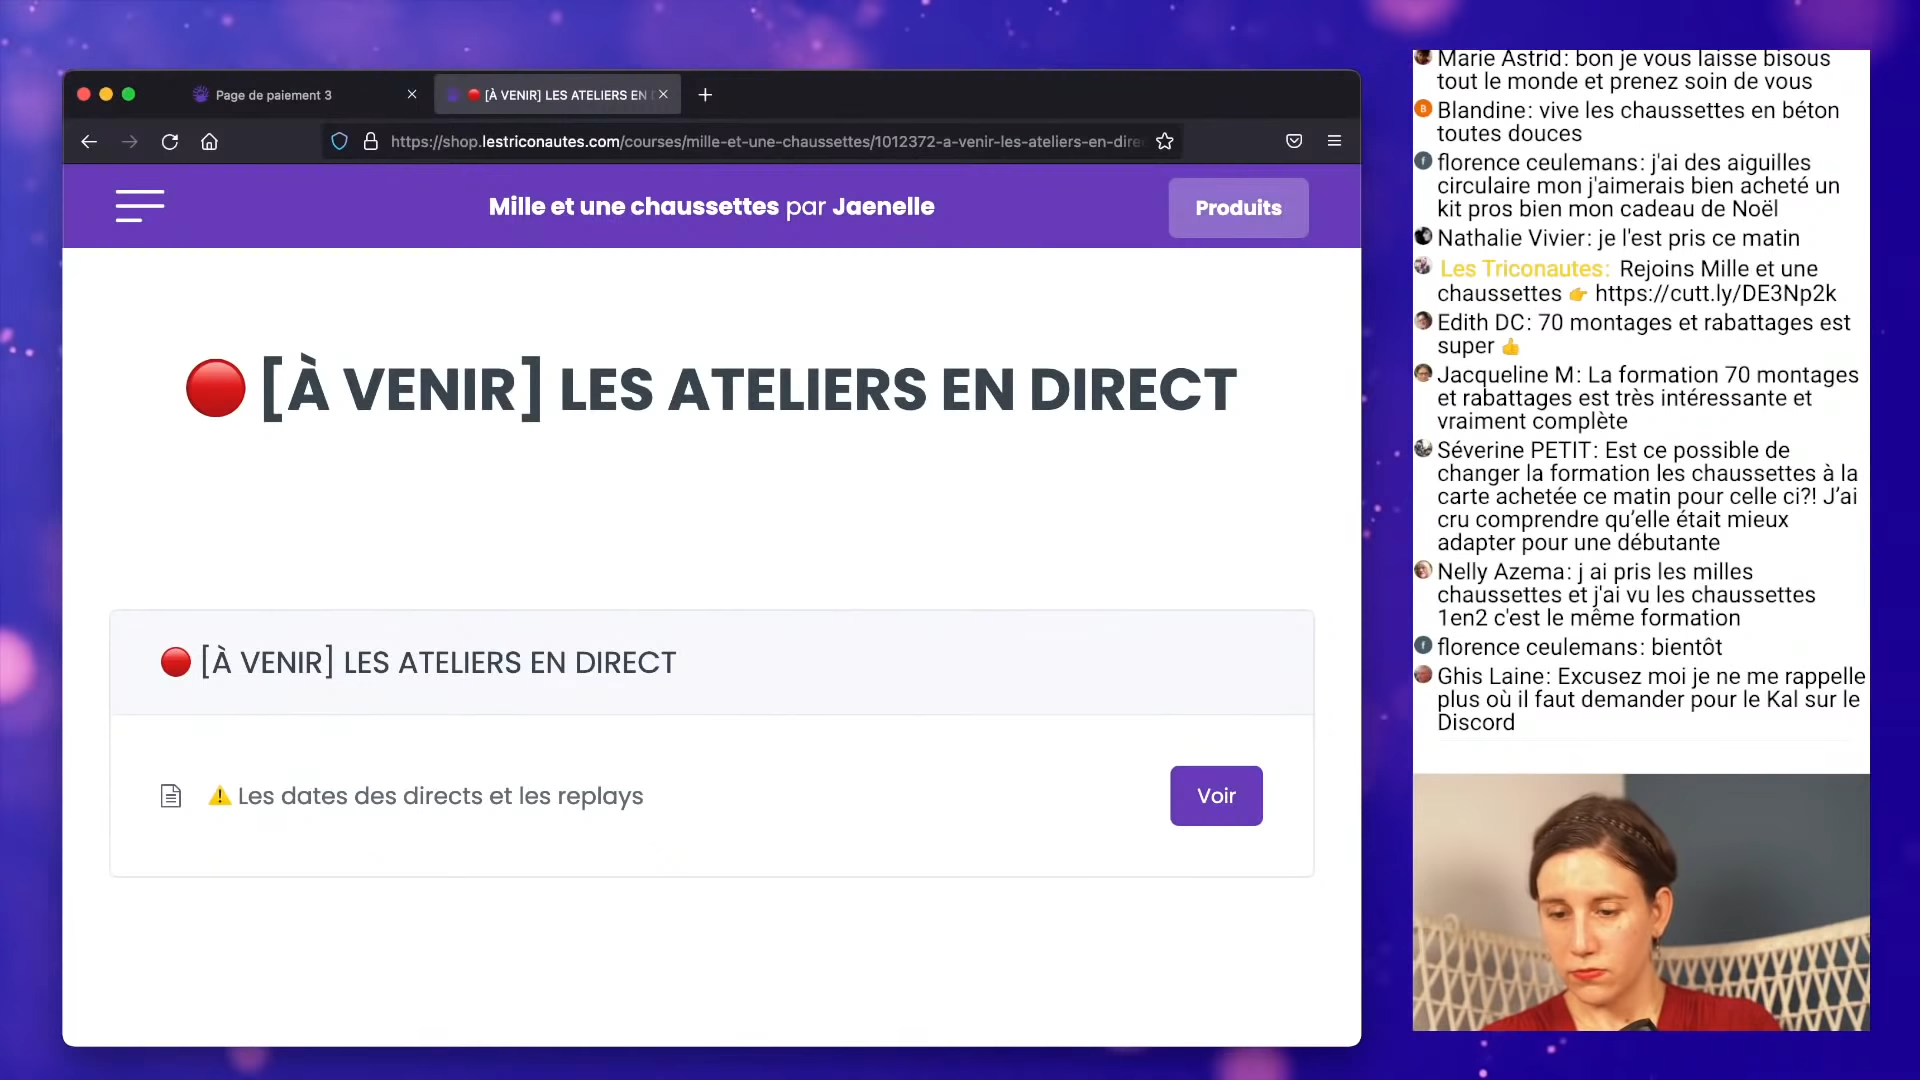 Page de paiement 3
[À VENIR] LES ATELIERS EN
https://shop.lestriconautes.com/courses/mille-et-une-chaussettes/1012372-a-venir-les-ateliers-en-direc
Mille et une chaussettes par Jaenelle
Produits
[À VENIR] LES ATELIERS EN DIRECT
[À VENIR] LES ATELIERS EN DIRECT
Les dates des directs et les replays
Voir
Marie Astrid: bon je vous laisse bisous
tout le monde et prenez soin de vous
B
Blandine: vive les chaussettes en béton
toutes douces
f
florence ceulemans: j'ai des aiguilles
circulaire mon j'aimerais bien acheté un
kit pros bien mon cadeau de Noël
Nathalie Vivier: je l'est pris ce matin
Les Triconautes: Rejoins Mille et une
chaussettes 👉 https://cutt.ly/DE3Np2k
Edith DC: 70 montages et rabattages est
super 👍
Jacqueline M: La formation 70 montages
et rabattages est très intéressante et
vraiment complète
Séverine PETIT: Est ce possible de
changer la formation les chaussettes à la
carte achetée ce matin pour celle ci?! J’ai
cru comprendre qu’elle était mieux
adapter pour une débutante
Nelly Azema: j ai pris les milles
chaussettes et j'ai vu les chaussettes
1en2 c'est le même formation
f
florence ceulemans: bientôt
Ghis Laine: Excusez moi je ne me rappelle
plus où il faut demander pour le Kal sur le
Discord